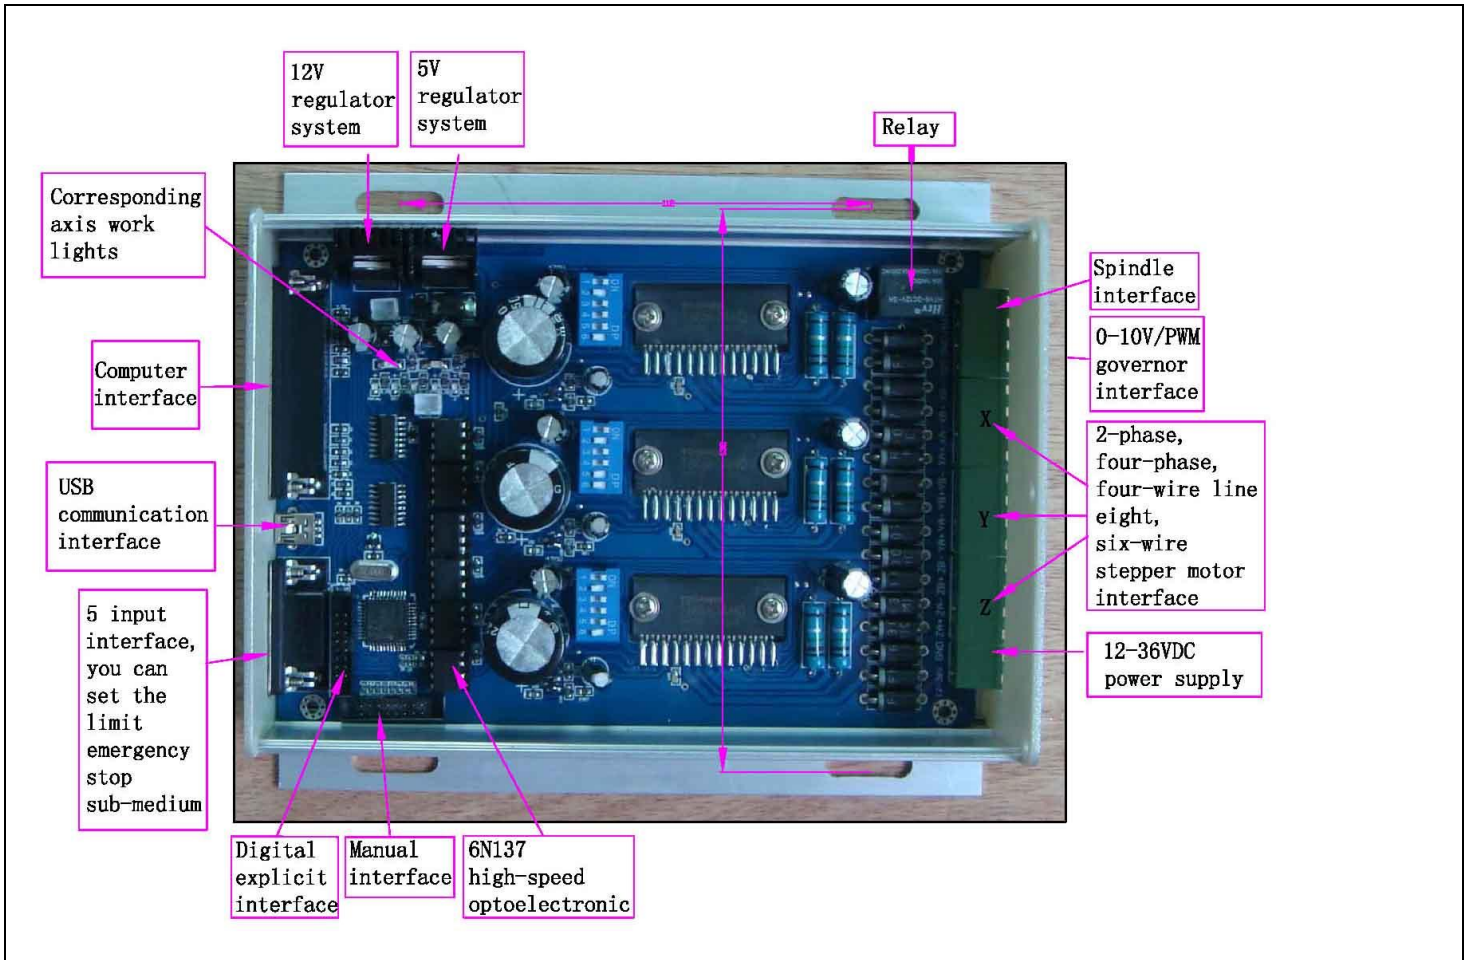 12V
regulator
system
5V
regulator
system
Relay
Corresponding
axis work
lights
Spindle
interface
0-10V/PWM
governor
interface
Computer
interface
2-phase,
four-phase,
four-wire line
eight,
six-wire
stepper motor
interface
X
Y
Z
USB
communication
interface
5 input
interface,
you can
set the
limit
emergency
stop
sub-medium
12-36VDC
power supply
Digital
explicit
interface
Manual
interface
6N137
high-speed
optoelectronic